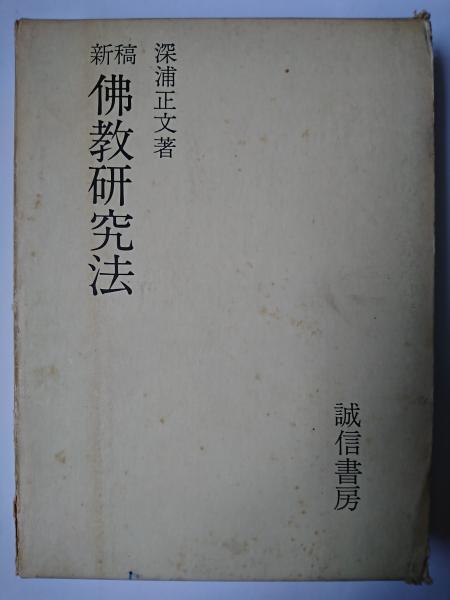 深浦正文著
新稿
佛教研究法
誠信書房